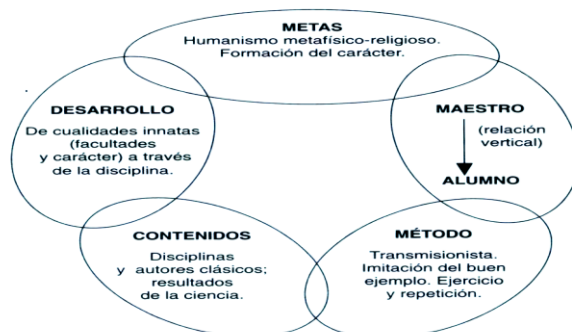 METAS
Humanismo metafísico-religioso.
Formación del carácter.
DESARROLLO
De cualidades innatas
(facultades
y carácter) a través
de la disciplina.
MAESTRO
(relación
vertical)
ALUMNO
CONTENIDOS
Disciplinas
y autores clásicos;
resultados
de la ciencia.
MÉTODO
Transmisionista.
Imitación del buen
ejemplo. Ejercicio
y repetición.